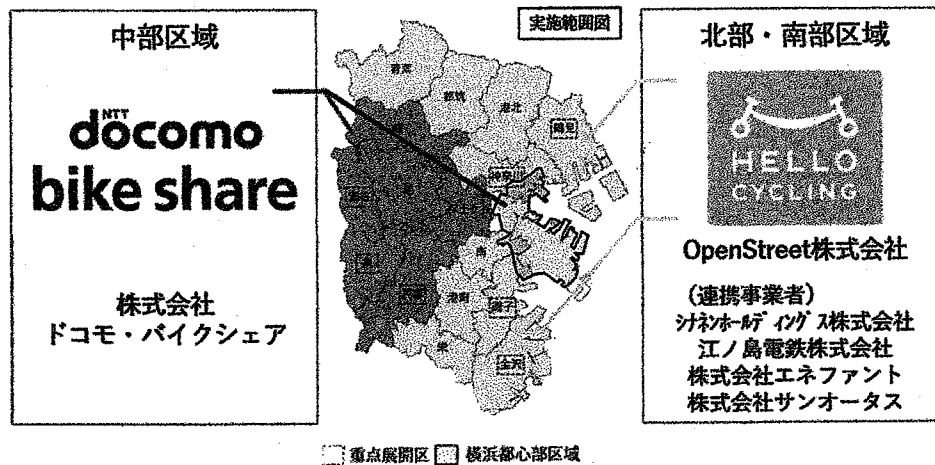 中部区域
NTT
docomo
bike share
株式会社
ドコモ・バイクシェア
実施範囲図
青葉
都筑
港北
鶴見
緑
神奈川
旭
南
港南
磯子
栄
金沢
重点展開区
横浜都心部区域
北部・南部区域
HELLO
CYCLING
OpenStreet株式会社
（連携事業者）
シナネンホールディングス株式会社
江ノ島電鉄株式会社
株式会社エネファント
株式会社サンオータス